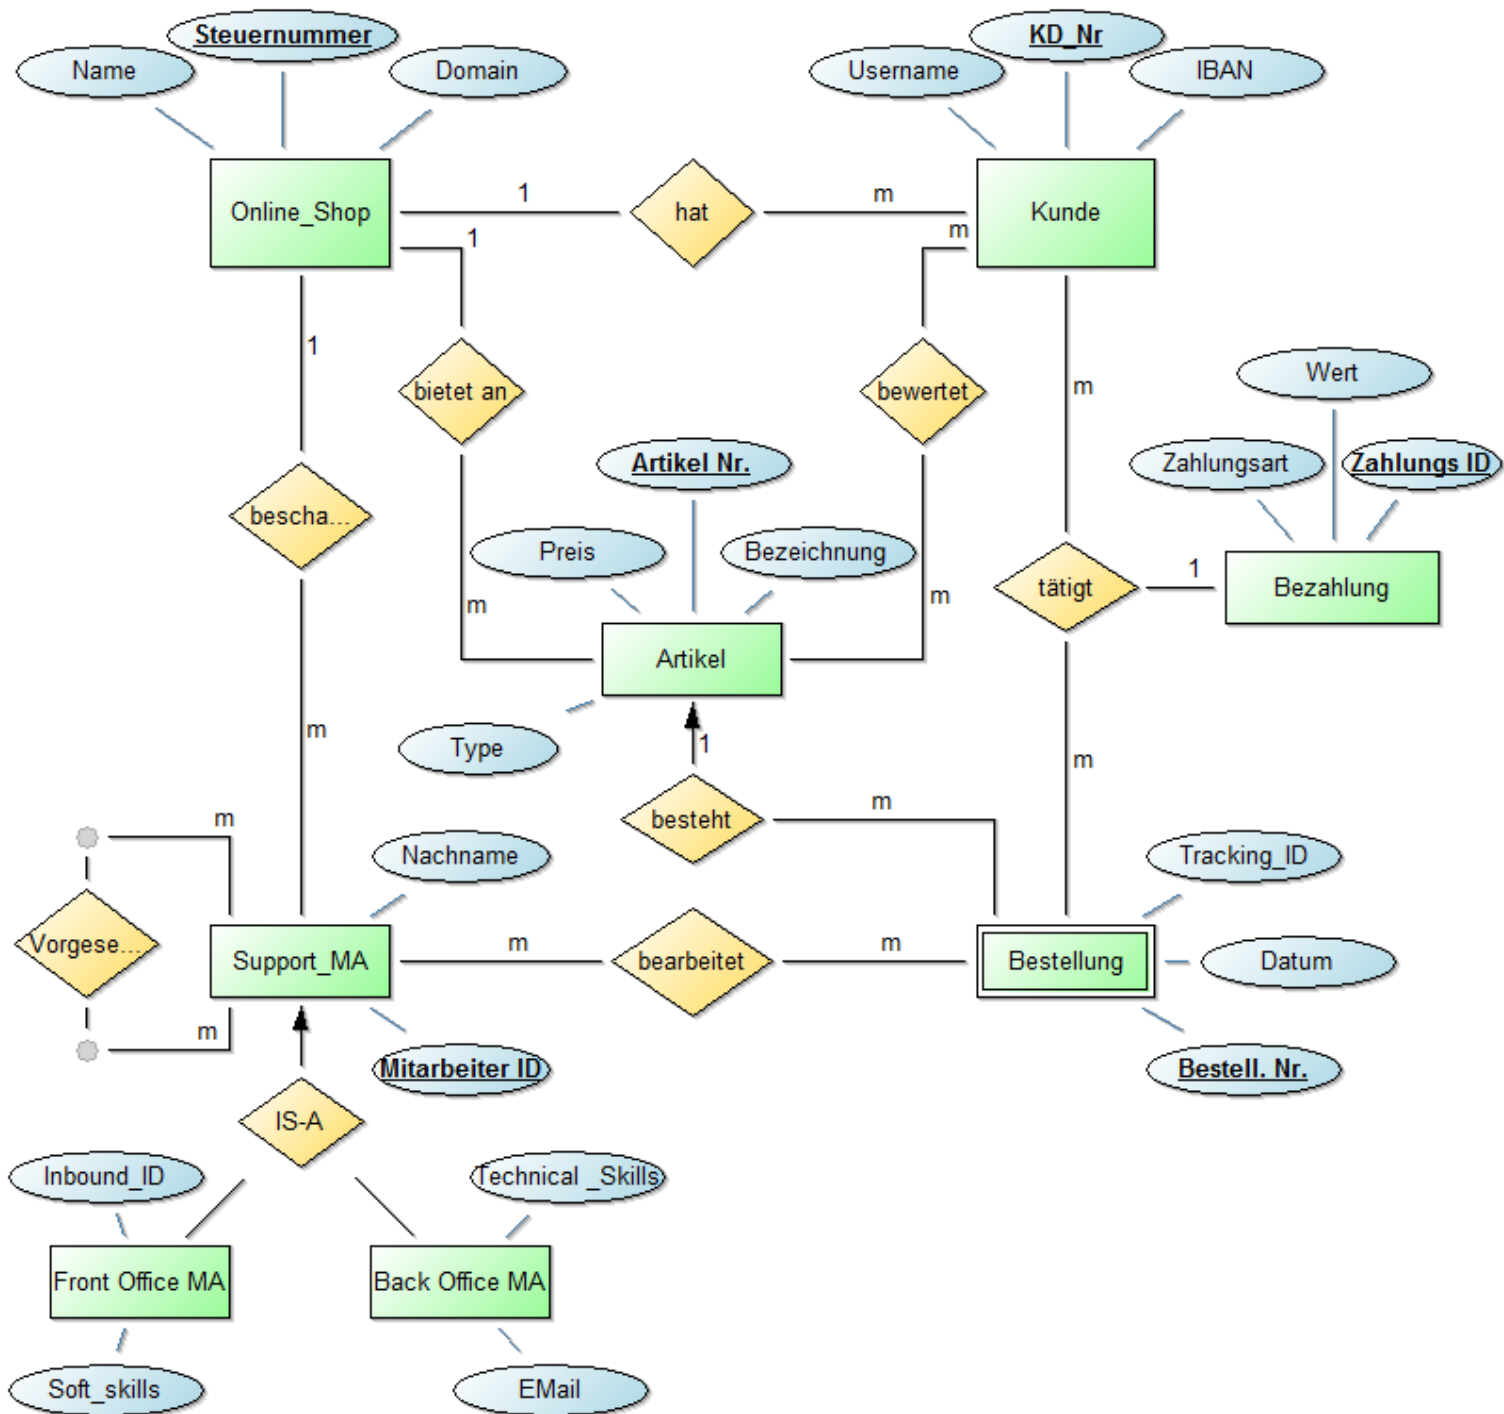 Steuernummer
KD_Nr
Name
Domain
Username
IBAN
Online_Shop
1
hat
m
Kunde
1
m
1
bietet an
bewertet
m
Wert
Artikel Nr.
Zahlungsart
Zahlungs ID
bescha...
Preis
Bezeichnung
tätigt
1
Bezahlung
m
m
Artikel
m
Type
1
m
m
besteht
m
Nachname
Tracking_ID
Vorgese...
Support_MA
m
bearbeitet
m
Bestellung
Datum
m
Mitarbeiter ID
Bestell. Nr.
IS-A
Inbound_ID
Technical _Skills
Front Office MA
Back Office MA
Soft_skills
EMail